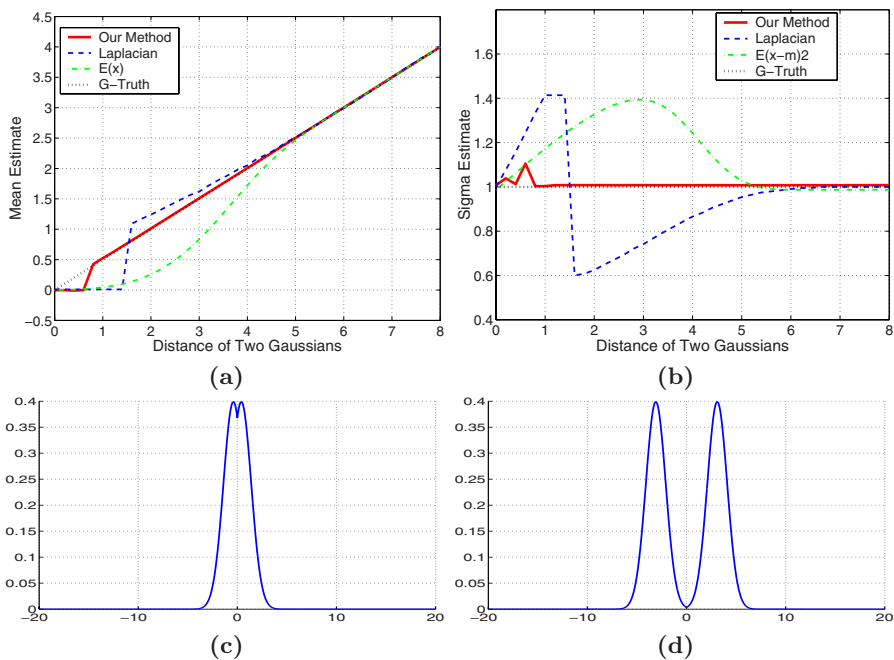 4.5
4
3.5
3
2.5
2
1.5
1
0.5
0
−0.5
Mean Estimate
Our Method
Laplacian
E(x)
G−Truth
0 1 2 3 4 5 6 7 8
Distance of Two Gaussians
(a)
1.6
1.4
1.2
1
0.8
0.6
0.4
Sigma Estimate
Our Method
Laplacian
E(x−m)2
G−Truth
0 1 2 3 4 5 6 7 8
Distance of Two Gaussians
(b)
0.4
0.35
0.3
0.25
0.2
0.15
0.1
0.05
0
−20 −10 0 10 20
(c)
0.4
0.35
0.3
0.25
0.2
0.15
0.1
0.05
0
−20 −10 0 10 20
(d)